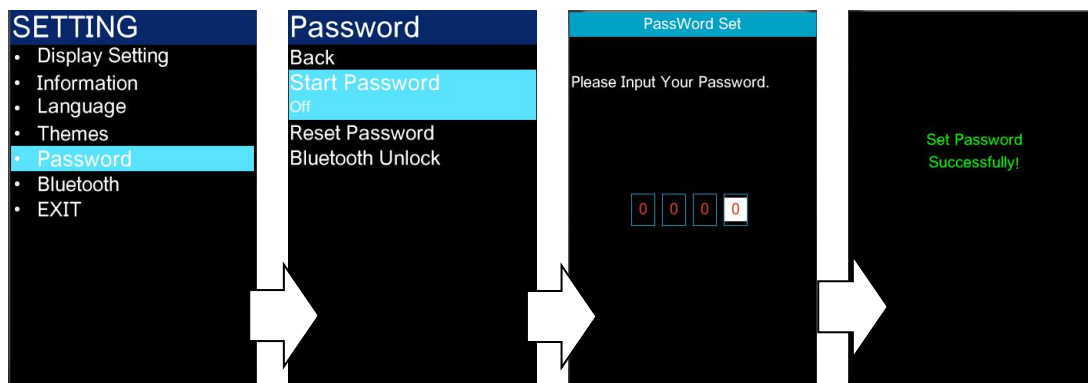 SETTING
• Display Setting
• Information
• Language
• Themes
• Password
• Bluetooth
• EXIT
Password
Back
Start Password
Off
Reset Password
Bluetooth Unlock
PassWord Set
Please Input Your Password.
0 0 0 0
Set Password
Successfully!